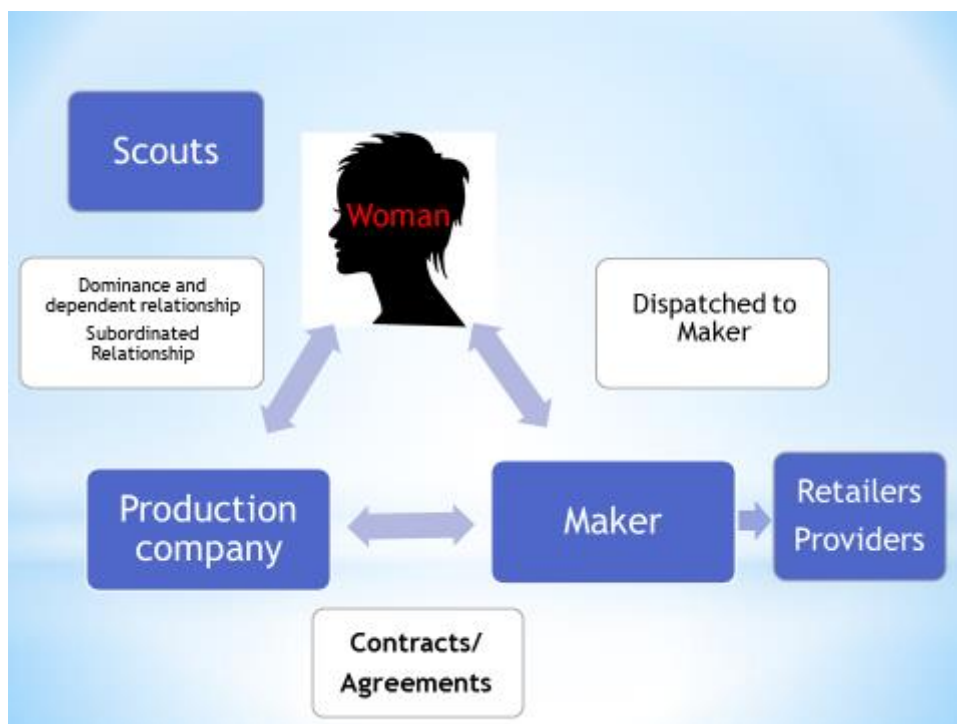 Scouts
Woman
Dominance and
dependent relationship
Subordinated
Relationship
Dispatched to
Maker
Production
company
Maker
Retailers
Providers
Contracts/
Agreements